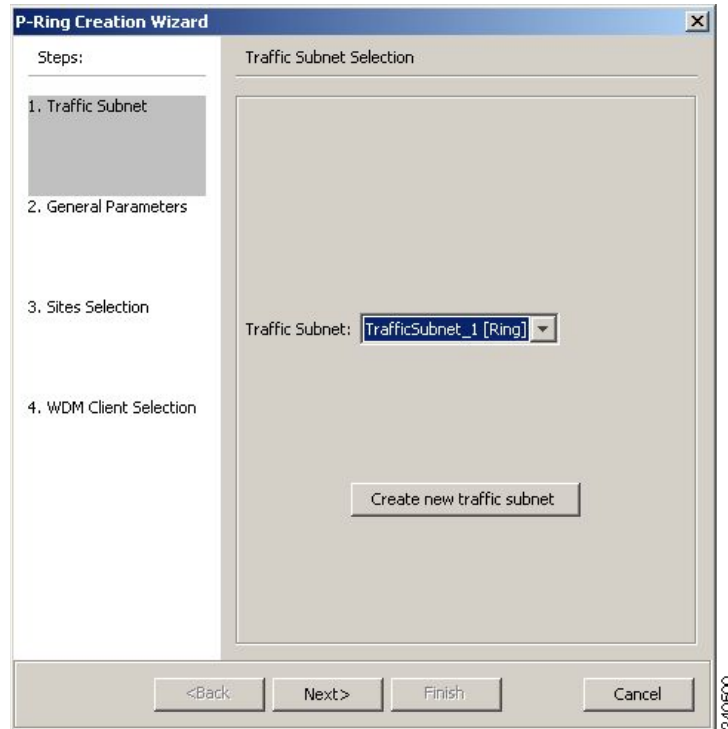 P-Ring Creation Wizard
Steps:
Traffic Subnet Selection
1. Traffic Subnet
2. General Parameters
3. Sites Selection
4. WDM Client Selection
Traffic Subnet: TrafficSubnet_1 [Ring]
Create new traffic subnet
<Back Next> Finish Cancel